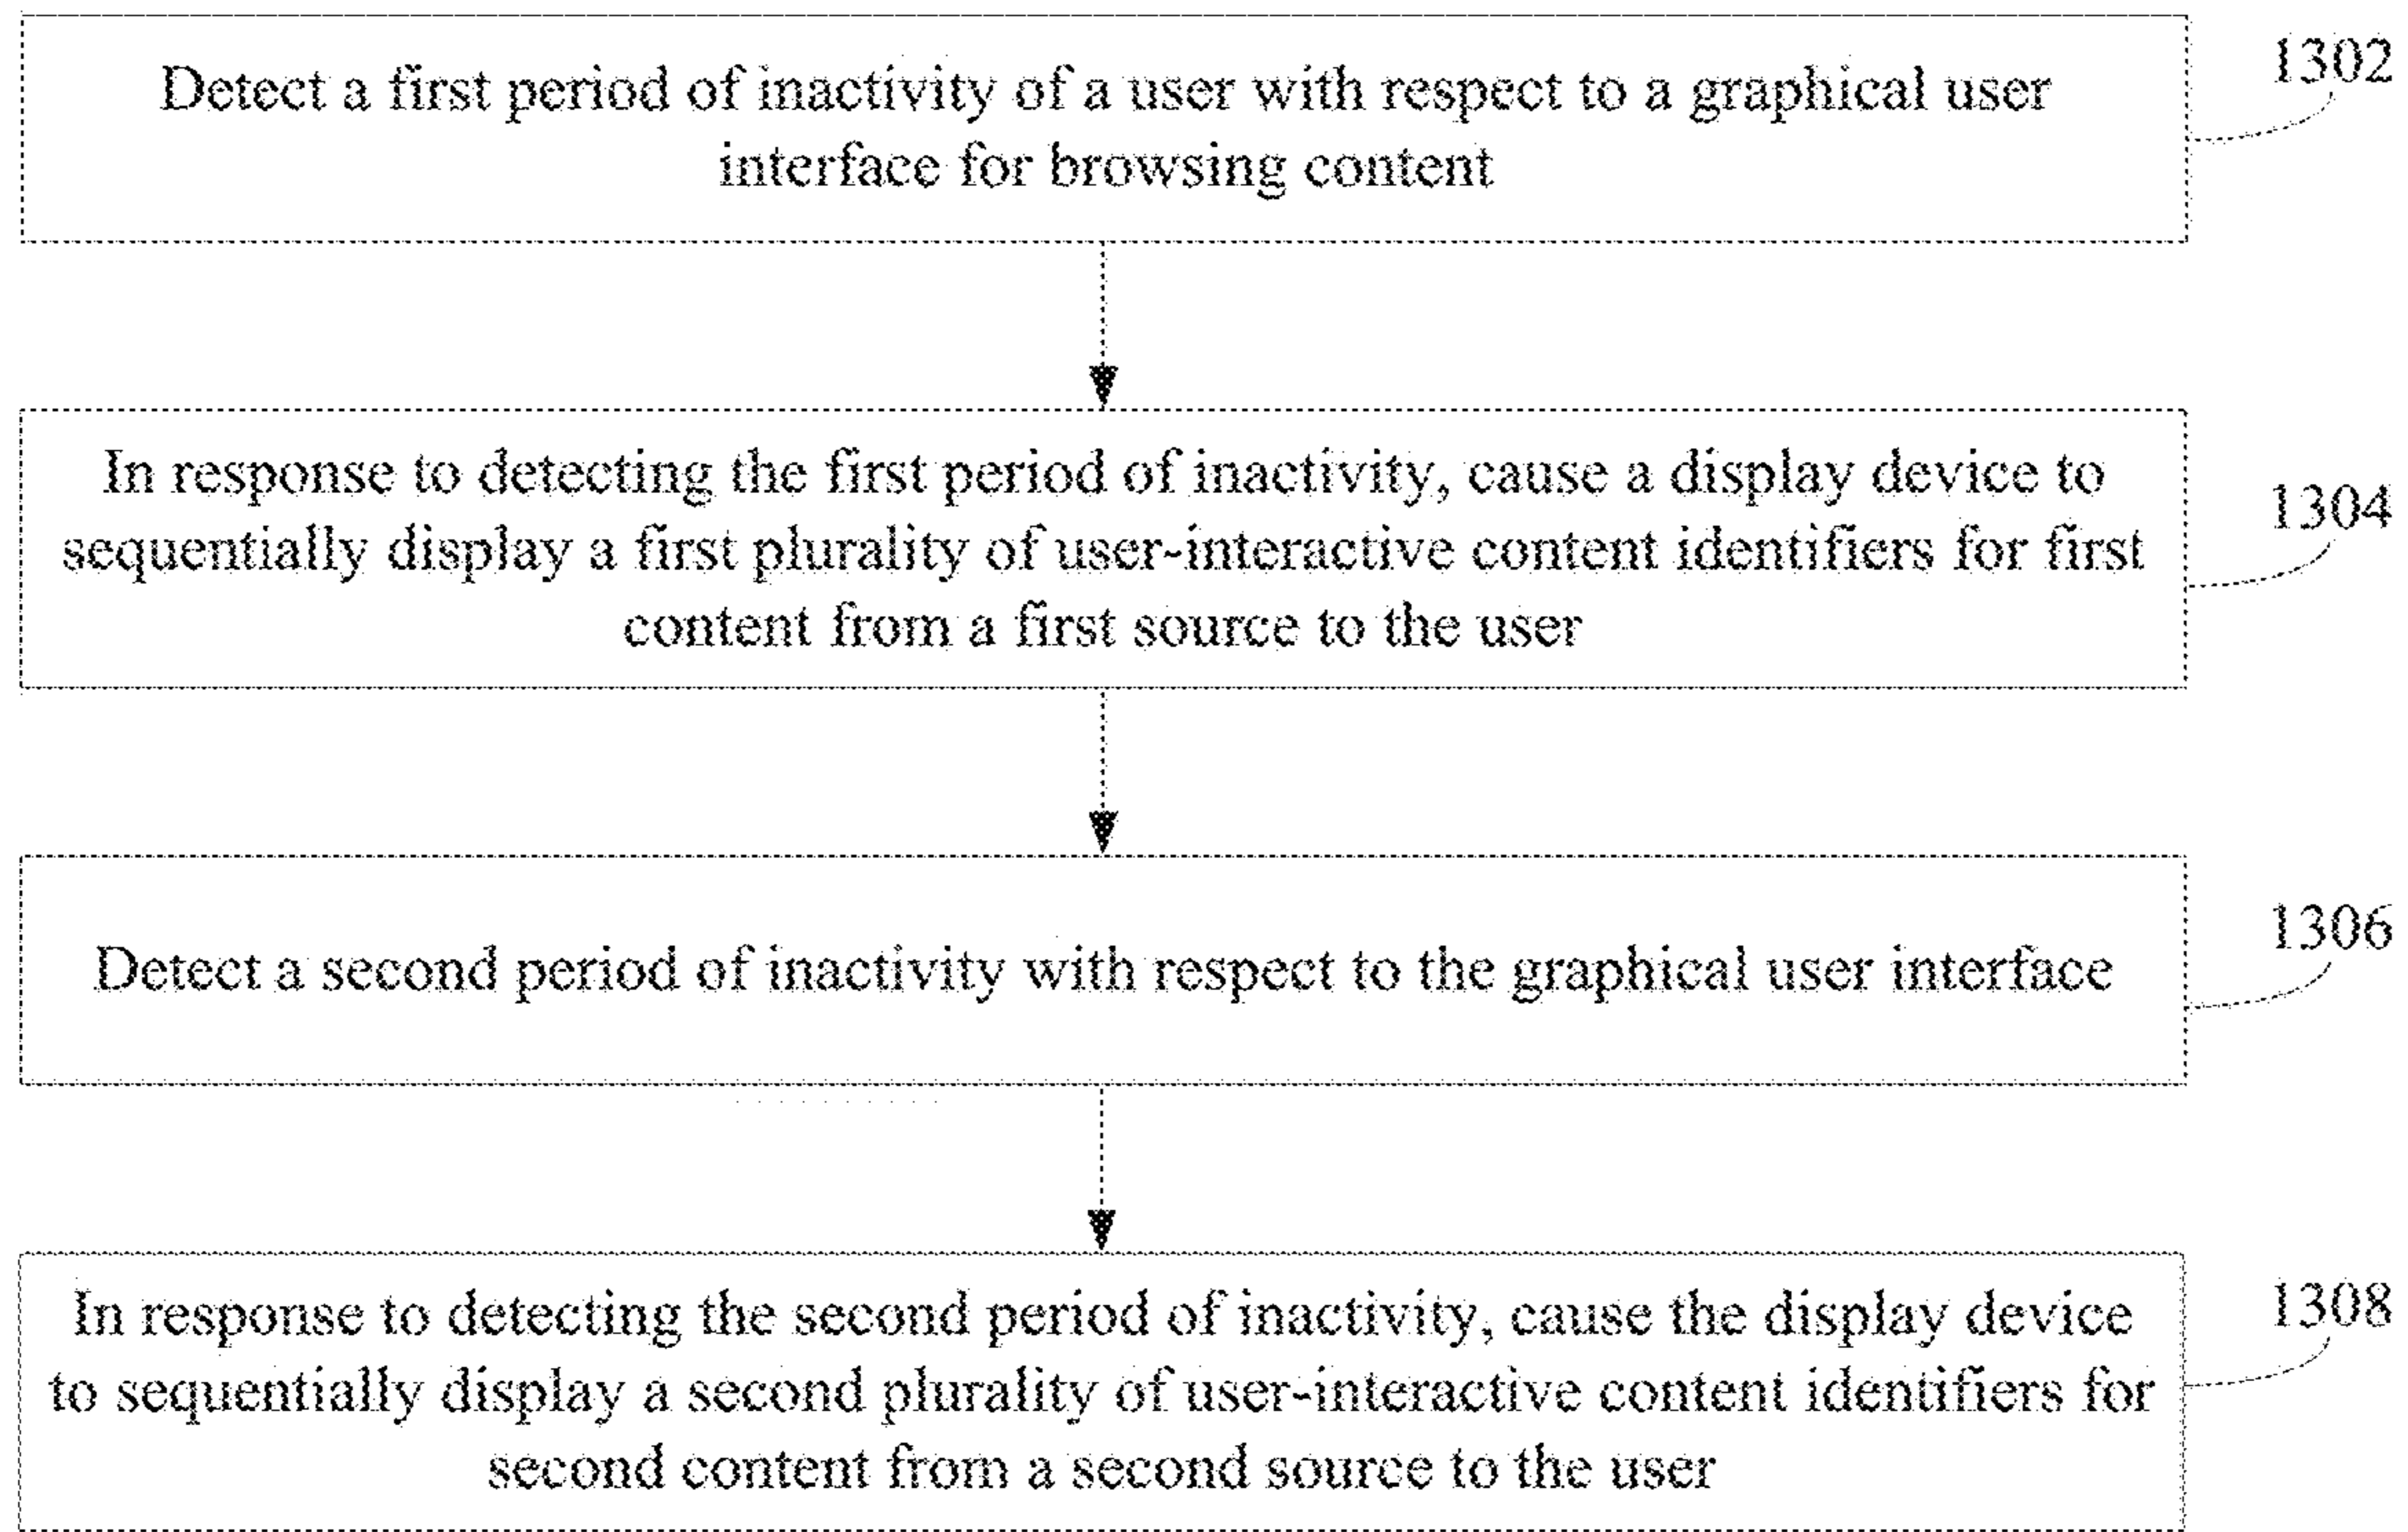 Detect a first period of inactivity of a user with respect to a graphical user
interface for browsing content
1302
In response to detecting the first period of inactivity, cause a display device to
sequentially display a first plurality of user-interactive content identifiers for first
content from a first source to the user
1304
Detect a second period of inactivity with respect to the graphical user interface
1306
In response to detecting the second period of inactivity, cause the display device
to sequentially display a second plurality of user-interactive content identifiers for
second content from a second source to the user
1308